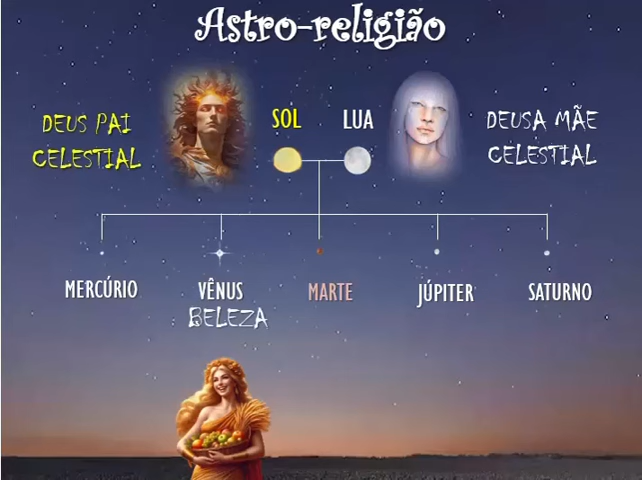 Astro-religião
DEUS PAI
CELESTIAL
SOL
LUA
DEUSA MÃE
CELESTIAL
MERCÚRIO
VÊNUS
BELEZA
MARTE
JÚPITER
SATURNO